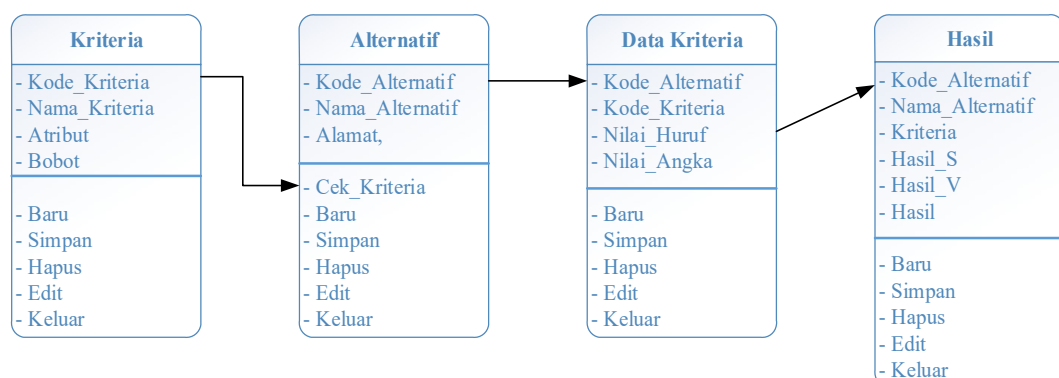 Kriteria
- Kode_Kriteria
- Nama_Kriteria
- Atribut
- Bobot
- Baru
- Simpan
- Hapus
- Edit
- Keluar
Alternatif
- Kode_Alternatif
- Nama_Alternatif
- Alamat,
- Cek_Kriteria
- Baru
- Simpan
- Hapus
- Edit
- Keluar
Data Kriteria
- Kode_Alternatif
- Kode_Kriteria
- Nilai_Huruf
- Nilai_Angka
- Baru
- Simpan
- Hapus
- Edit
- Keluar
Hasil
- Kode_Alternatif
- Nama_Alternatif
- Kriteria
- Hasil_S
- Hasil_V
- Hasil
- Baru
- Simpan
- Hapus
- Edit
- Keluar